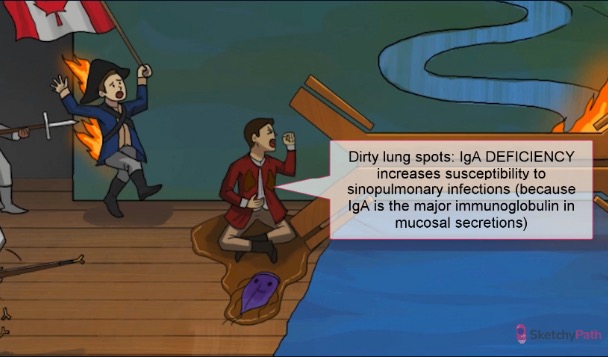 Dirty lung spots: IgA DEFICIENCY
increases susceptibility to
sinopulmonary infections (because
IgA is the major immunoglobulin in
mucosal secretions)
SketchyPath